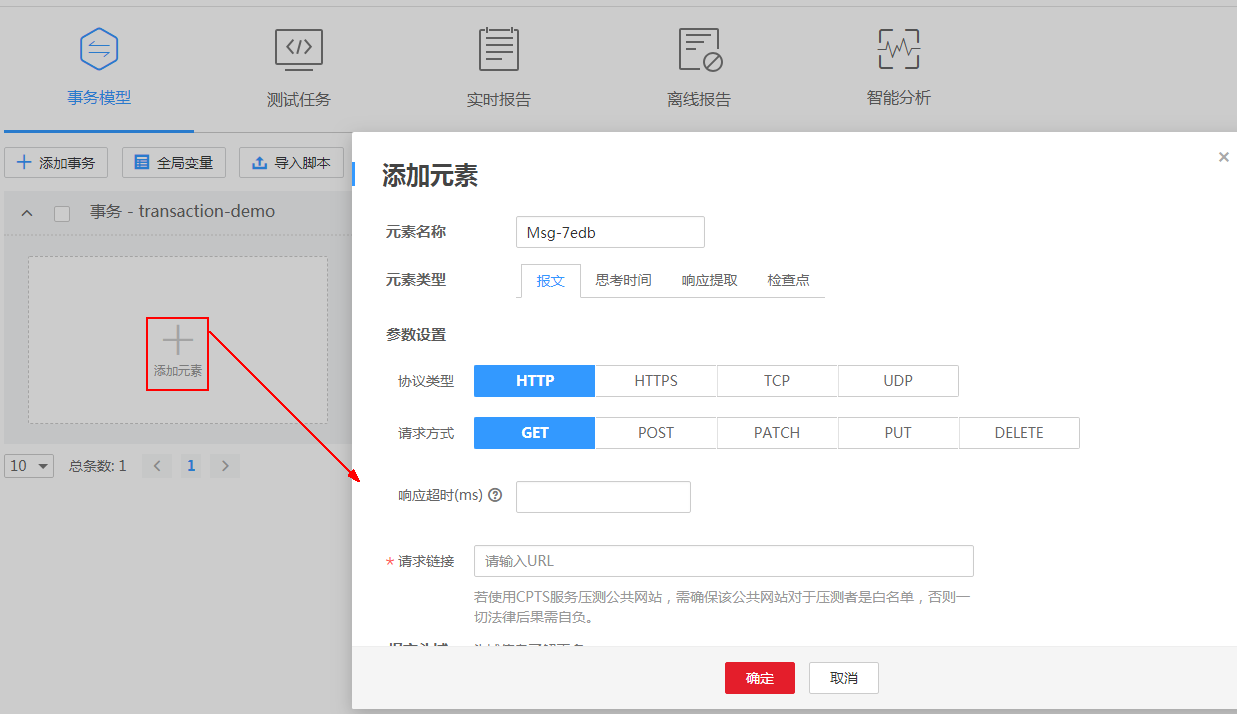 事务模型 测试任务 实时报告 离线报告 智能分析
添加事务 全局变量 导入脚本
事务 - transaction-demo
添加元素
10 总条数: 1 1
添加元素
元素名称 Msg-7edb
元素类型 报文 思考时间 响应提取 检查点
参数设置
协议类型 HTTP HTTPS TCP UDP
请求方式 GET POST PATCH PUT DELETE
响应超时(ms)
* 请求链接 请输入URL
若使用CPTS服务压测公共网站，需确保该公共网站对于压测者是白名单，否则一
切法律后果需自负。
确定 取消